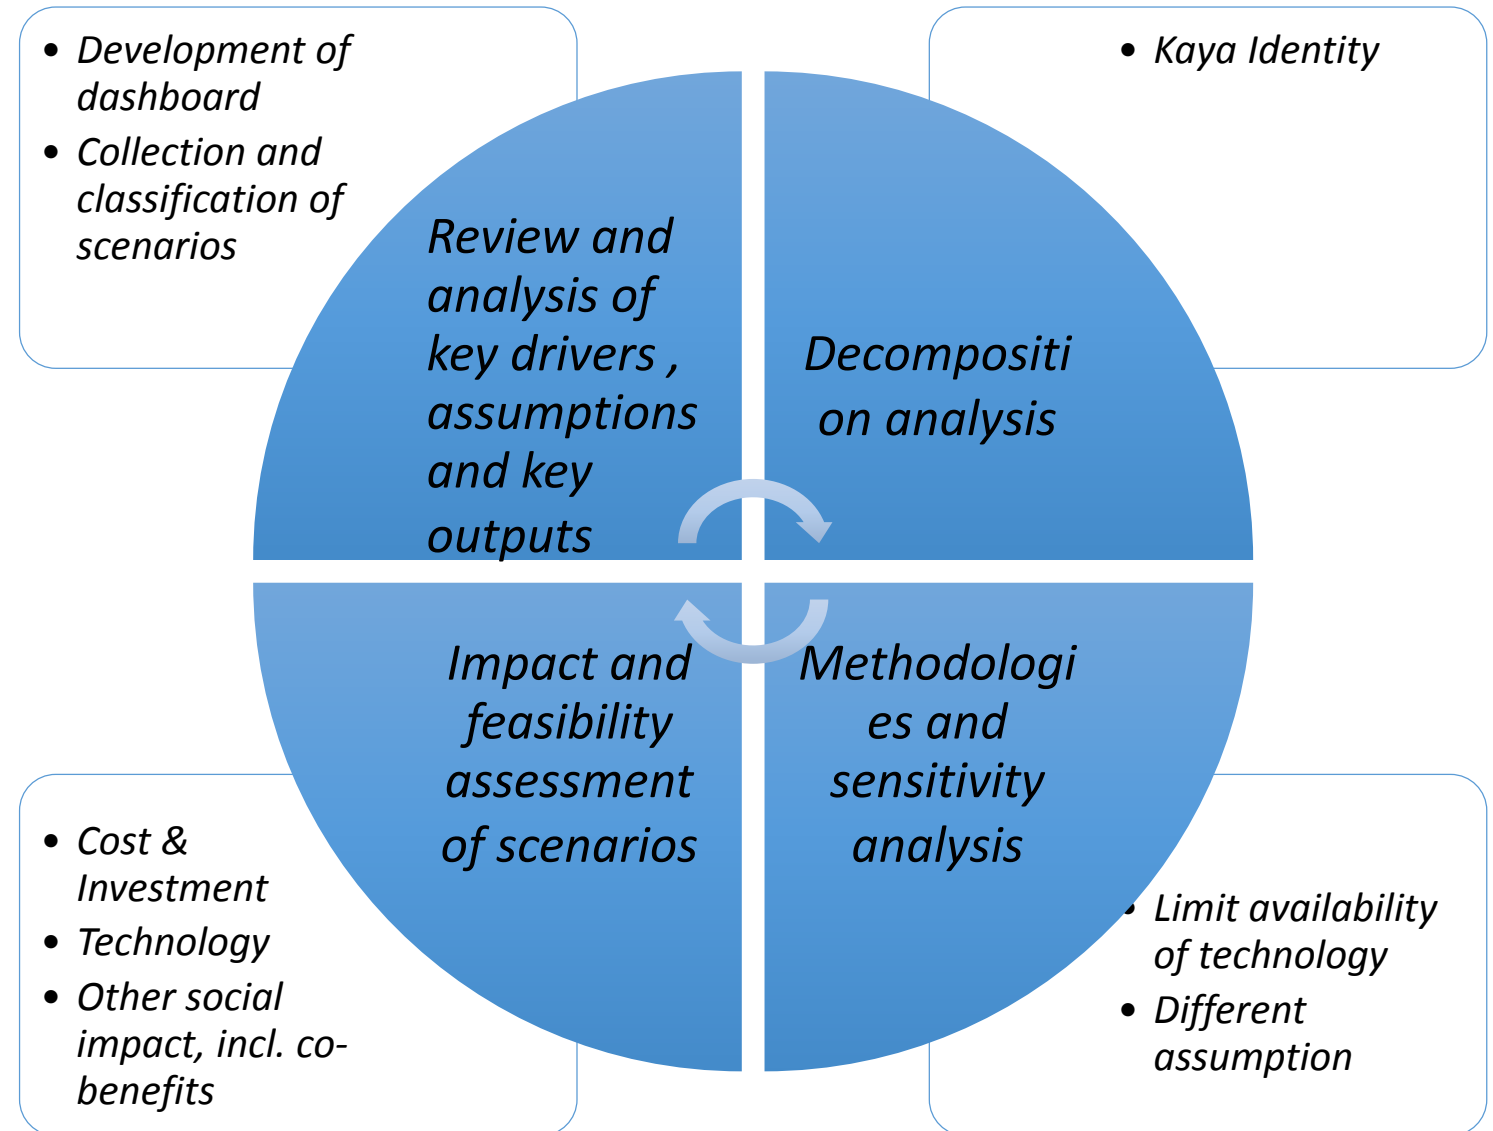 • Development of
dashboard
• Collection and
classification of
scenarios
• Kaya Identity
Review and
analysis of
key drivers ,
assumptions
and key
outputs
Decompositi
on analysis
Impact and
feasibility
assessment
of scenarios
Methodologi
es and
sensitivity
analysis
• Cost &
Investment
• Technology
• Other social
impact, incl. co-
benefits
• Limit availability
of technology
• Different
assumption